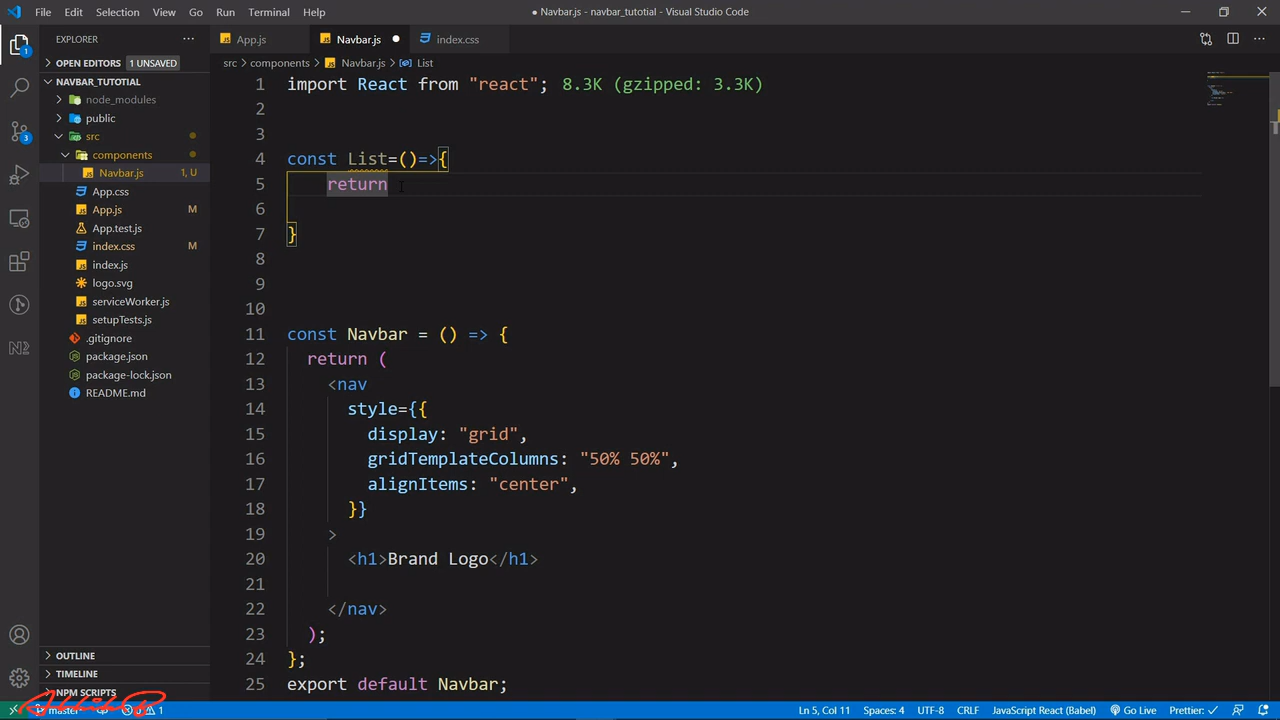 File Edit Selection View Go Run Terminal Help
● Navbar.js - navbar_tutorial - Visual Studio Code
EXPLORER
App.js
Navbar.js
index.css
OPEN EDITORS 1 UNSAVED
src > components > Navbar.js > List
NAVBAR_TUTORIAL
node_modules
public
src
components
Navbar.js 1, U
App.css
App.js M
App.test.js
index.css M
index.js
logo.svg
serviceWorker.js
setupTests.js
.gitignore
package.json
package-lock.json
README.md
OUTLINE
TIMELINE
NPM SCRIPTS
1 import React from "react"; 8.3K (gzipped: 3.3K)
2
3
4 const List=()=>{
5 return
6
7 }
8
9
10
11 const Navbar = () => {
12 return (
13 <nav
14 style={{
15 display: "grid",
16 gridTemplateColumns: "50% 50%",
17 alignItems: "center",
18 }}
19 >
20 <h1>Brand Logo</h1>
21
22 </nav>
23 );
24 };
25 export default Navbar;
master* 1
Ln 5, Col 11 Spaces: 4 UTF-8 CRLF JavaScript React (Babel) Go Live Prettier: ✓